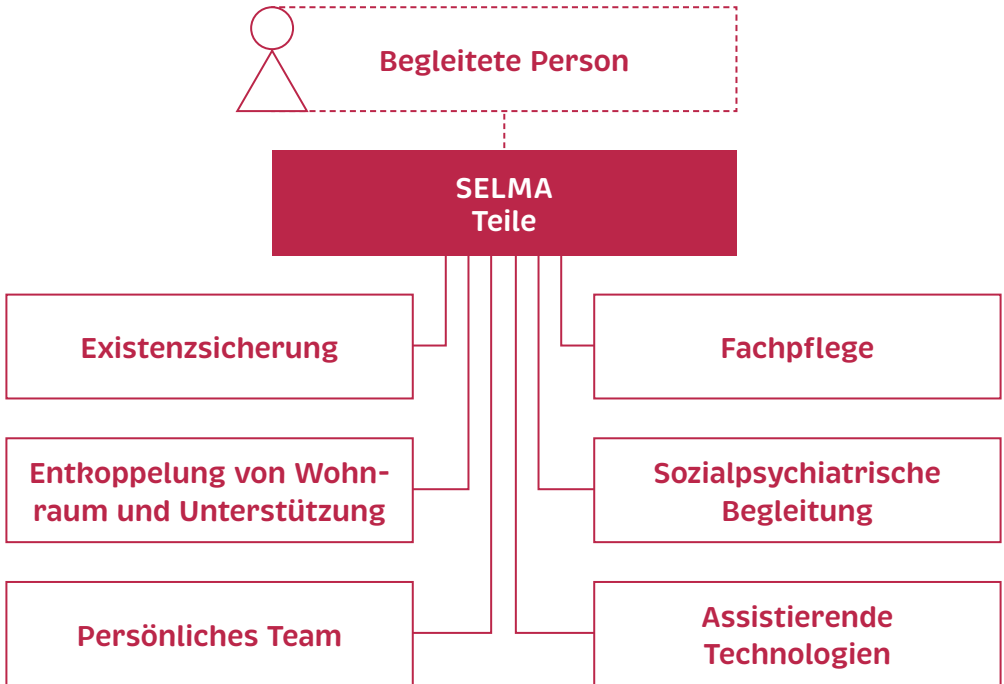 Begleitete Person
SELMA
Teile
Existenzsicherung
Fachpflege
Entkoppelung von Wohn-
raum und Unterstützung
Sozialpsychiatrische
Begleitung
Persönliches Team
Assistierende
Technologien